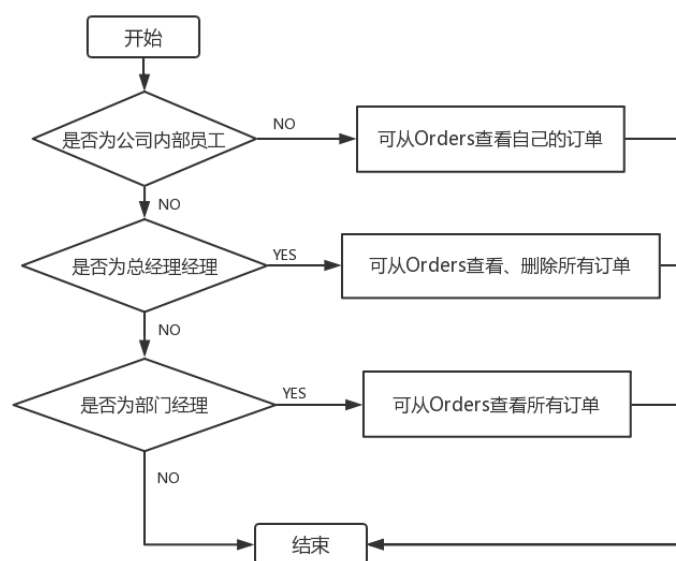 开始
是否为公司内部员工
NO
可从Orders查看自己的订单
NO
是否为总经理经理
YES
可从Orders查看、删除所有订单
NO
是否为部门经理
YES
可从Orders查看所有订单
NO
结束